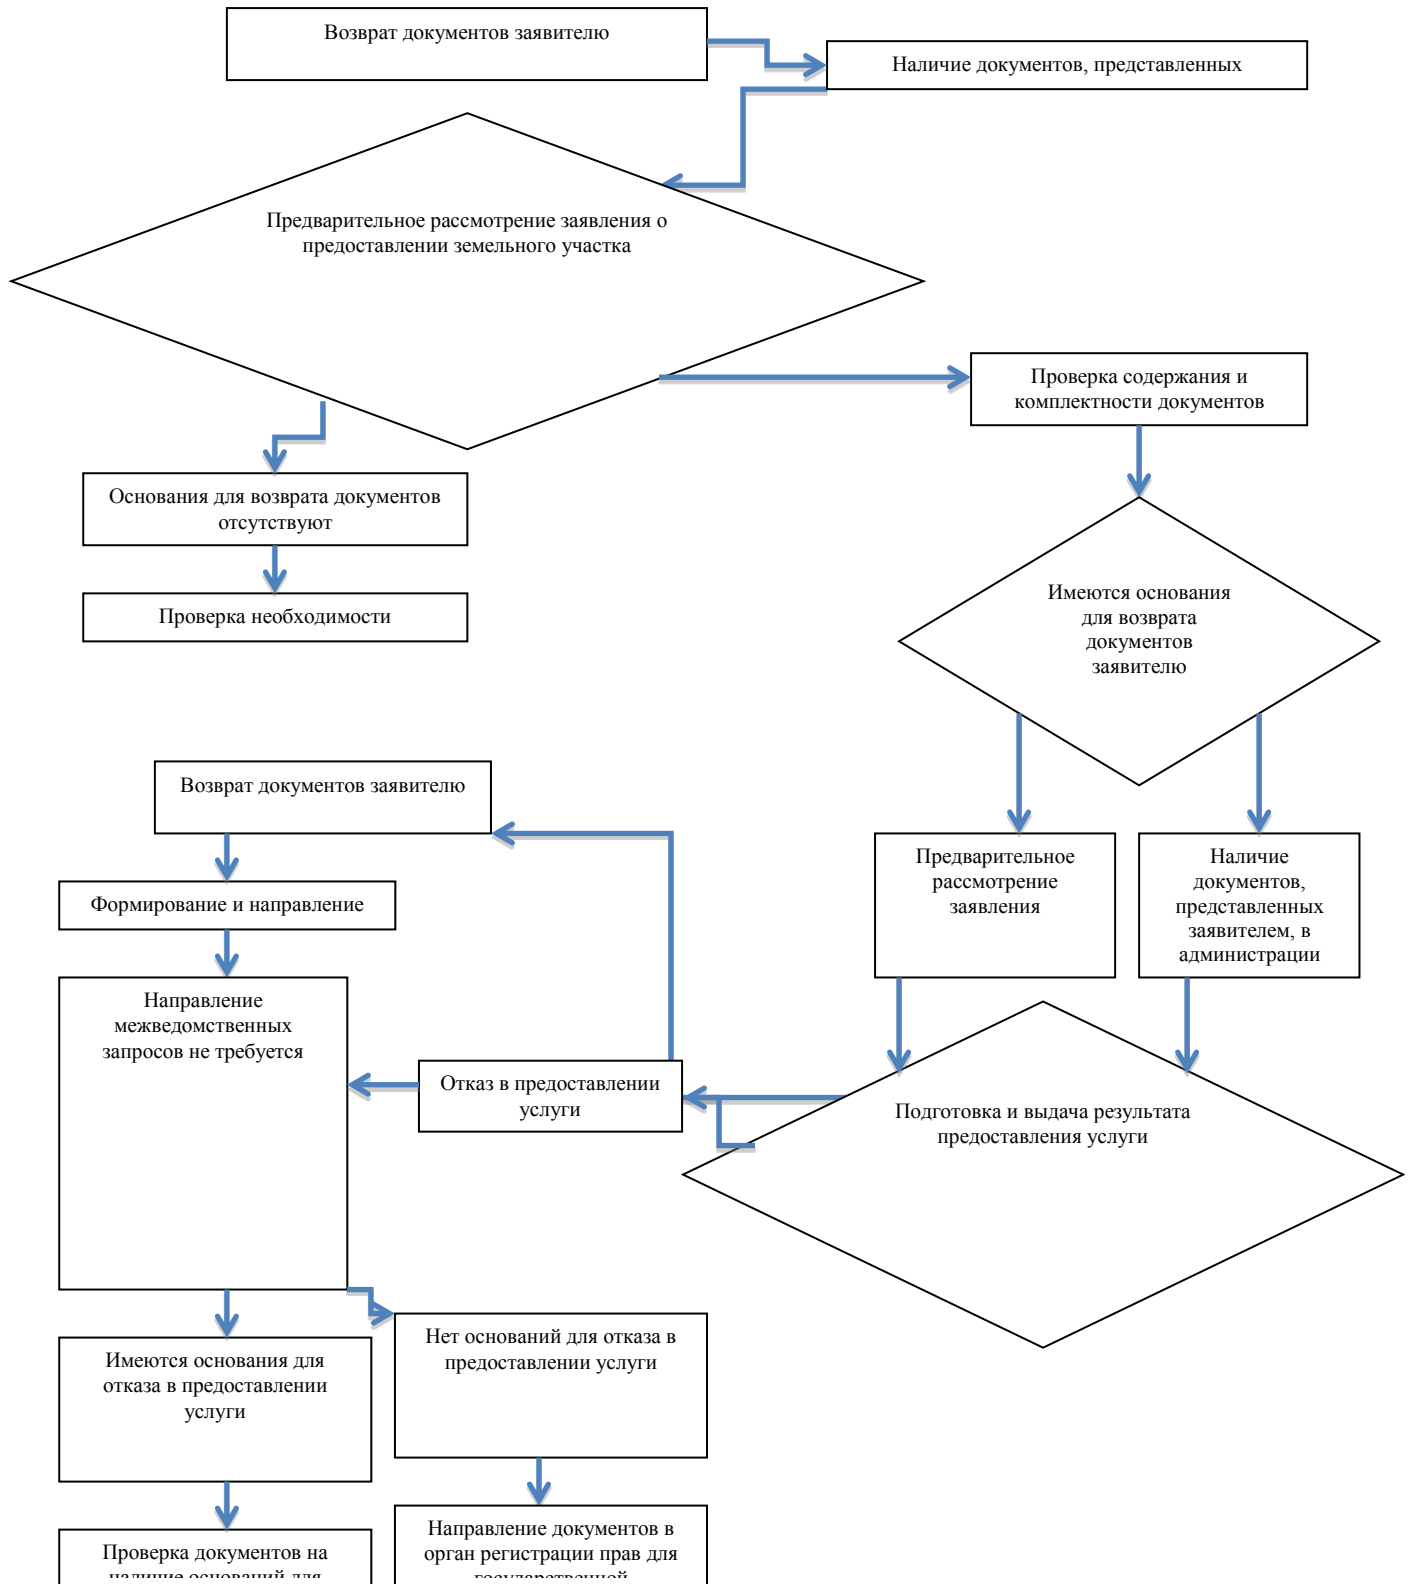 Возврат документов заявителю
Наличие документов, представленных
Предварительное рассмотрение заявления о
предоставлении земельного участка
Проверка содержания и
комплектности документов
Основания для возврата документов
отсутствуют
Проверка необходимости
Имеются основания
для возврата
документов
заявителю
Возврат документов заявителю
Формирование и направление
Предварительное
рассмотрение
заявления
Наличие
документов,
представленных
заявителем, в
администрации
Направление
межведомственных
запросов не требуется
Отказ в предоставлении
услуги
Подготовка и выдача результата
предоставления услуги
Нет оснований для отказа в
предоставлении услуги
Имеются основания для
отказа в предоставлении
услуги
Проверка документов на
наличие оснований для
Направление документов в
орган регистрации прав для
государственной